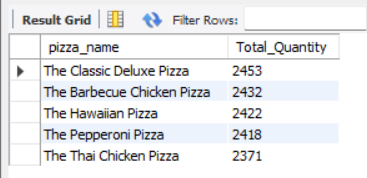 Result Grid Filter Rows:
pizza_name Total_Quantity
The Classic Deluxe Pizza 2453
The Barbecue Chicken Pizza 2432
The Hawaiian Pizza 2422
The Pepperoni Pizza 2418
The Thai Chicken Pizza 2371